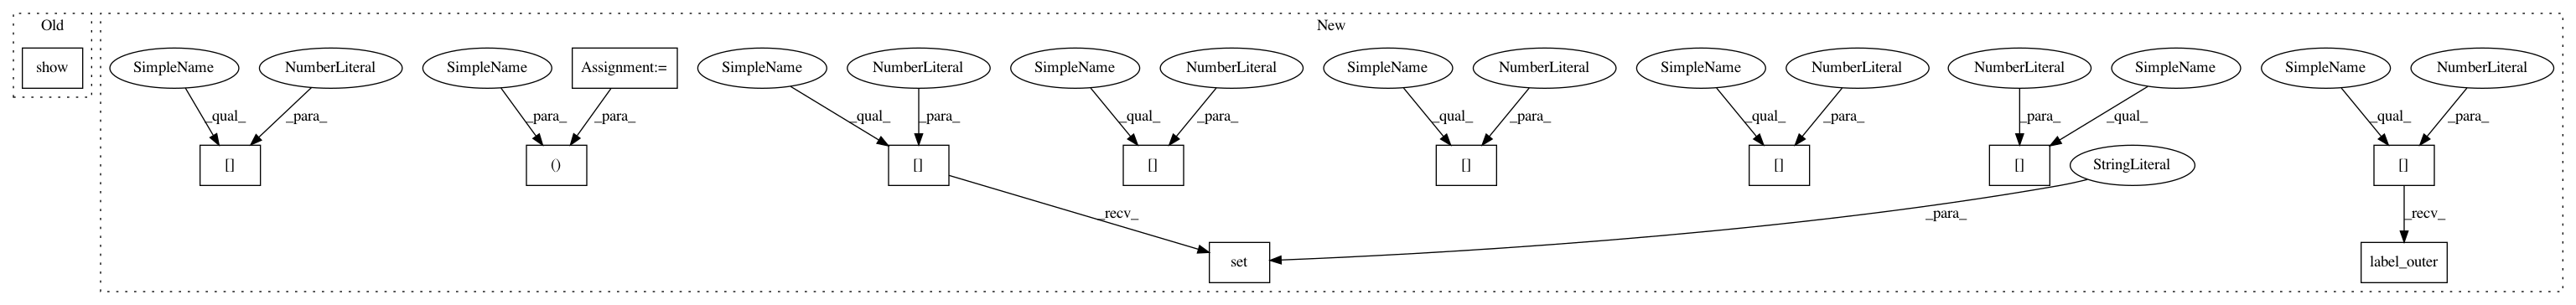 Old
New
show
SimpleName
NumberLiteral
SimpleName
Assignment:=
SimpleName
NumberLiteral
SimpleName
NumberLiteral
SimpleName
NumberLiteral
SimpleName
NumberLiteral
NumberLiteral
SimpleName
SimpleName
NumberLiteral
_qual_
_para_
_para_
_para_
_qual_
_para_
_qual_
_para_
_qual_
_para_
_qual_
_para_
_para_
_qual_
_qual_
_para_
[]
()
[]
[]
[]
[]
[]
StringLiteral
[]
_recv_
_para_
_recv_
set
label_outer